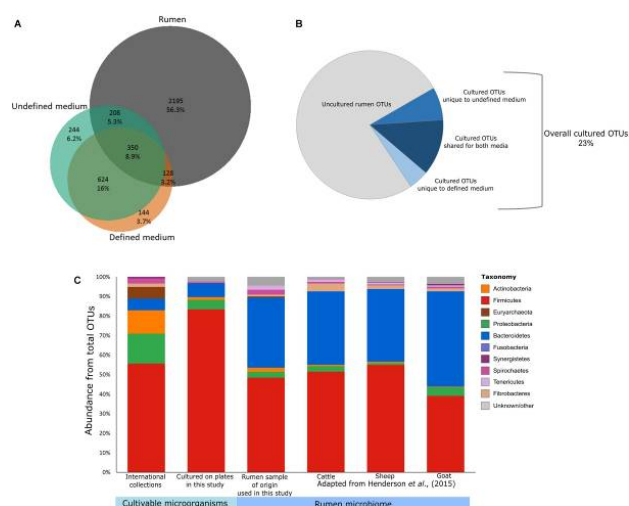 A
Rumen
2195
56.3%
Undefined medium
208
5.3%
244
6.2%
350
8.9%
128
3.2%
624
16%
144
3.7%
Defined medium
B
Uncultured rumen OTUs
Cultured OTUs
unique to undefined medium
Cultured OTUs
shared for both media
Cultured OTUs
unique to defined medium
Overall cultured OTUs
23%
C
Abundance from total OTUs
100%
90%
80%
70%
60%
50%
40%
30%
20%
10%
0%
Taxonomy
Actinobacteria
Firmicutes
Euryarchaeota
Proteobacteria
Bacteroidetes
Fusobacteria
Synergistetes
Spirochaetes
Tenericutes
Fibrobacteres
Unknown/other
International
collections
Cultured on plates
in this study
Rumen sample
of origin
used in this study
Cattle
Sheep
Goat
Adapted from Henderson et al., (2015)
Cultivable microorganisms
Rumen microbiome